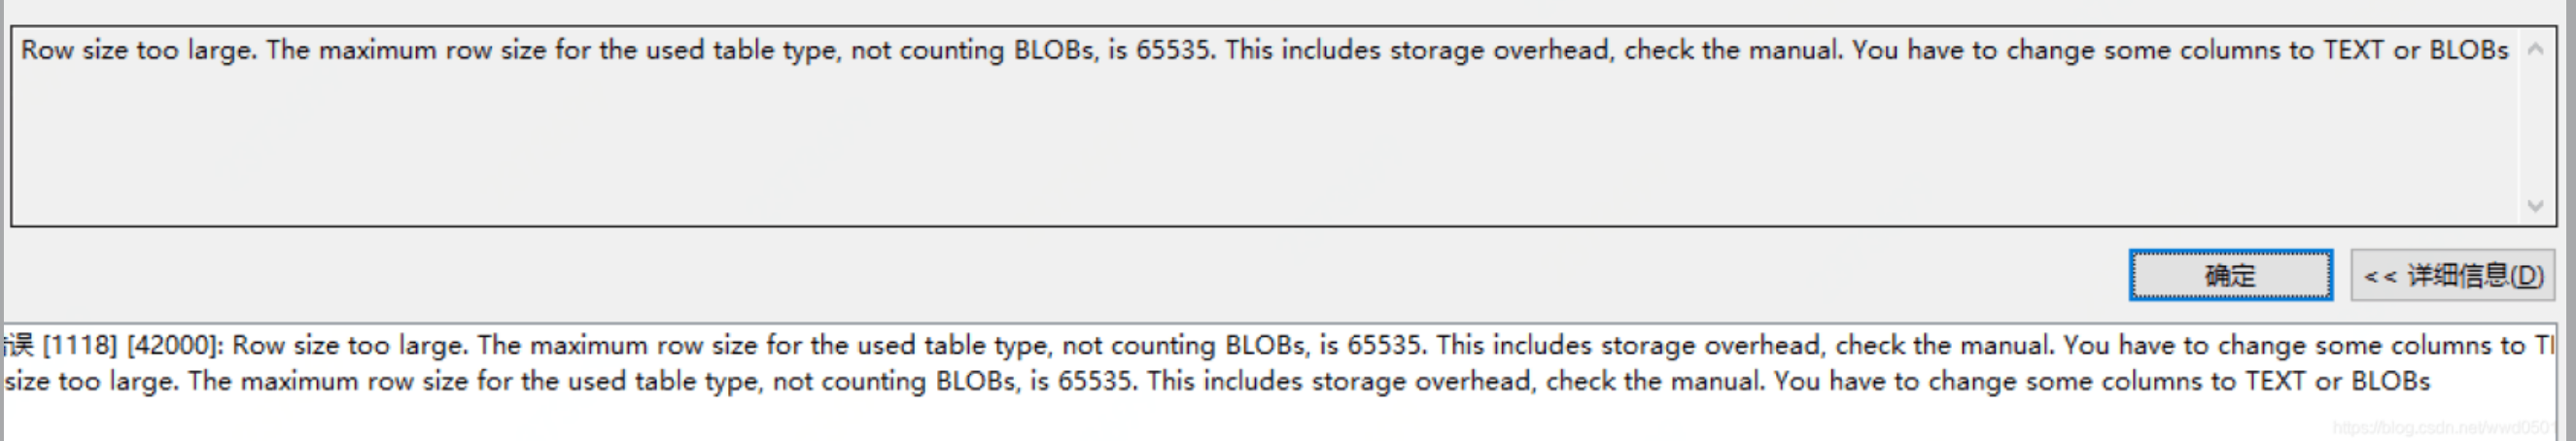 Row size too large. The maximum row size for the used table type, not counting BLOBs, is 65535. This includes storage overhead, check the manual. You have to change some columns to TEXT or BLOBs
确定
<< 详细信息(D)
误 [1118] [42000]: Row size too large. The maximum row size for the used table type, not counting BLOBs, is 65535. This includes storage overhead, check the manual. You have to change some columns to
size too large. The maximum row size for the used table type, not counting BLOBs, is 65535. This includes storage overhead, check the manual. You have to change some columns to TEXT or BLOBs
https://blog.csdn.net/wwd0501